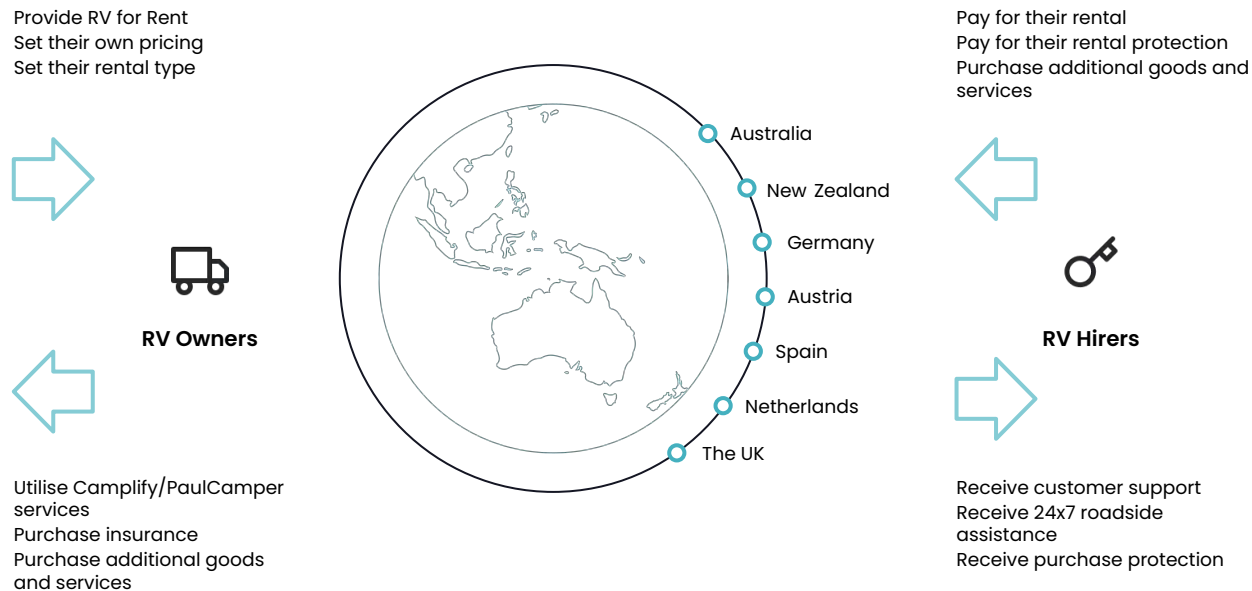 Provide RV for Rent
Set their own pricing
Set their rental type
RV Owners
Utilise Camplify/PaulCamper
services
Purchase insurance
Purchase additional goods
and services
Australia
New Zealand
Germany
Austria
Spain
Netherlands
The UK
Pay for their rental
Pay for their rental protection
Purchase additional goods and
services
RV Hirers
Receive customer support
Receive 24x7 roadside
assistance
Receive purchase protection